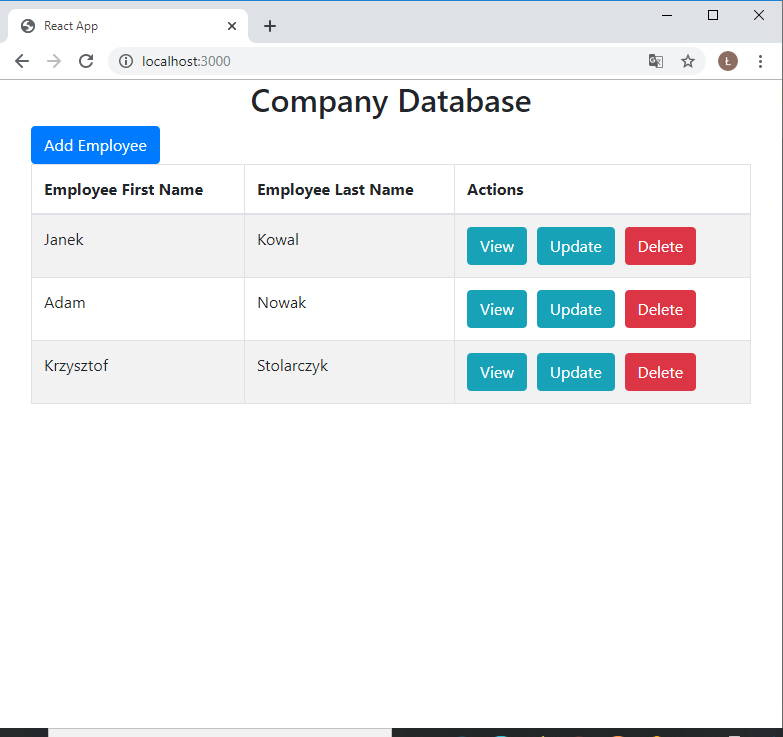 React App
localhost:3000
Ł
Company Database
Add Employee
Employee First Name Employee Last Name Actions
Janek Kowal View Update Delete
Adam Nowak View Update Delete
Krzysztof Stolarczyk View Update Delete